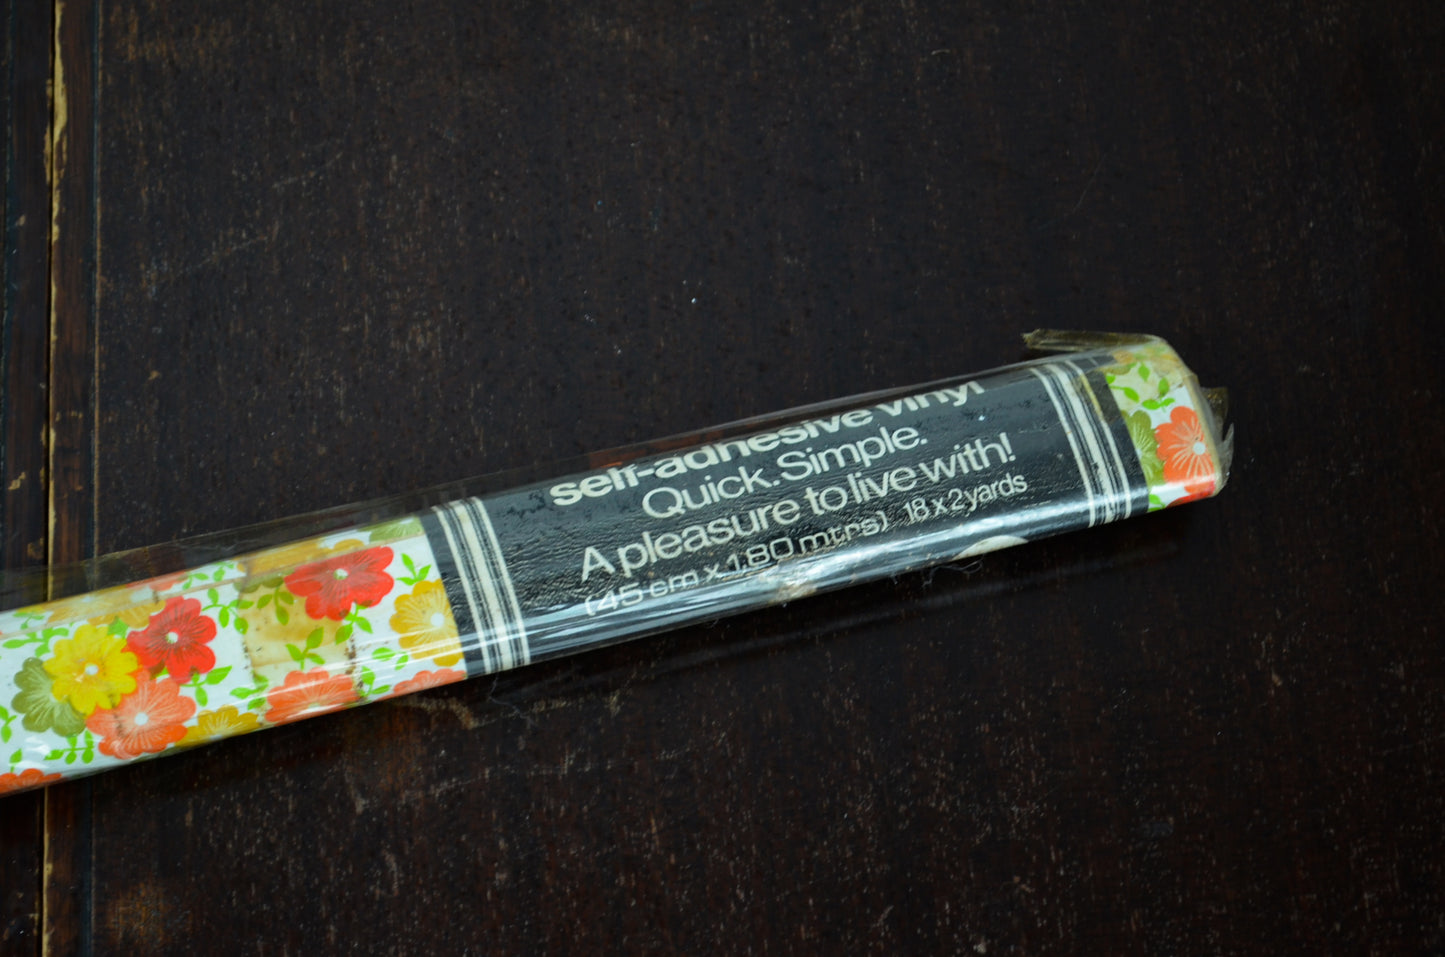 self-adhesive vinyl
Quick. Simple.
A pleasure to live with!
(45 cm x 1.80 mtrs) 18 x 2 yards